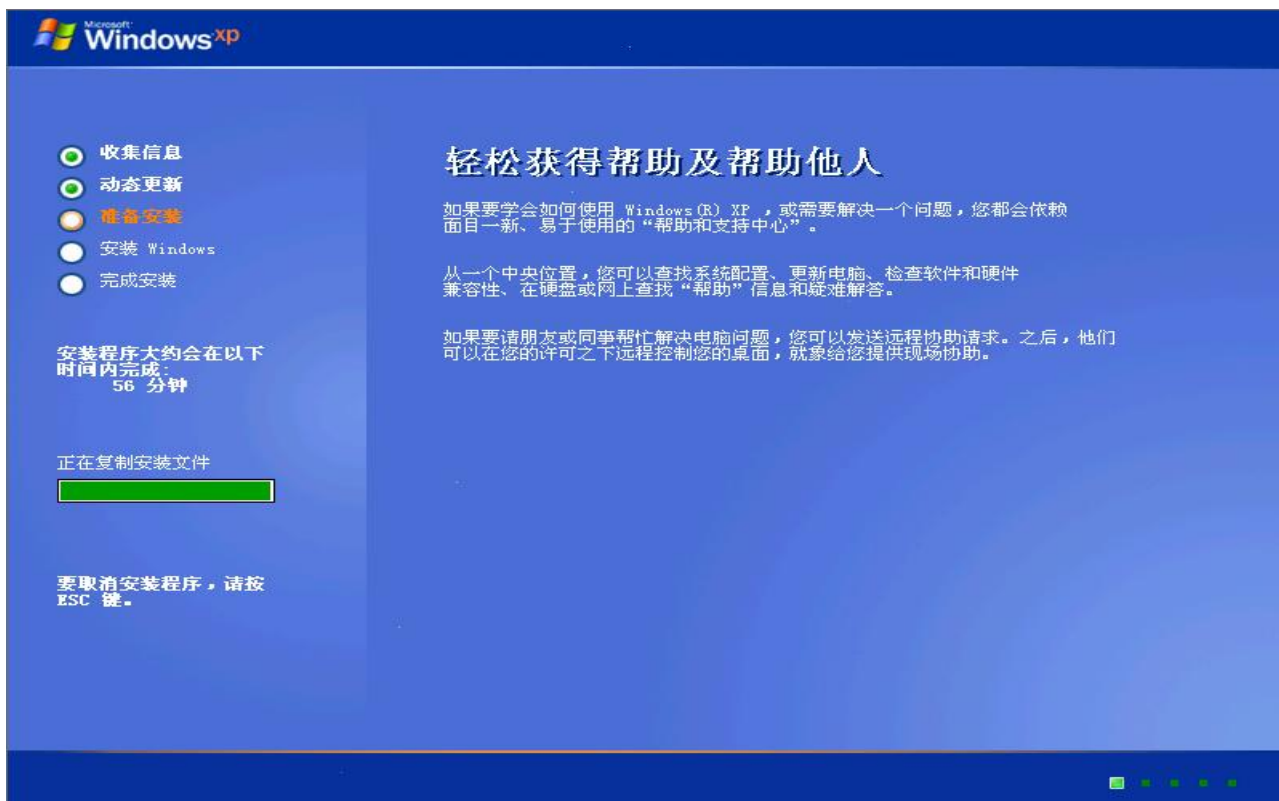 Microsoft
Windows xp
收集信息
动态更新
准备安装
安装 Windows
完成安装
安装程序大约会在以下
时间内完成:
56 分钟
正在复制安装文件
要取消安装程序，请按
ESC 键。
轻松获得帮助及帮助他人
如果要学会如何使用 Windows(R) XP ，或需要解决一个问题，您都会依赖
面目一新、易于使用的“帮助和支持中心”。
从一个中央位置，您可以查找系统配置、更新电脑、检查软件和硬件
兼容性、在硬盘或网上查找“帮助”信息和疑难解答。
如果要请朋友或同事帮忙解决电脑问题，您可以发送远程协助请求。之后，他们
可以在您的许可之下远程控制您的桌面，就象给您提供现场协助。